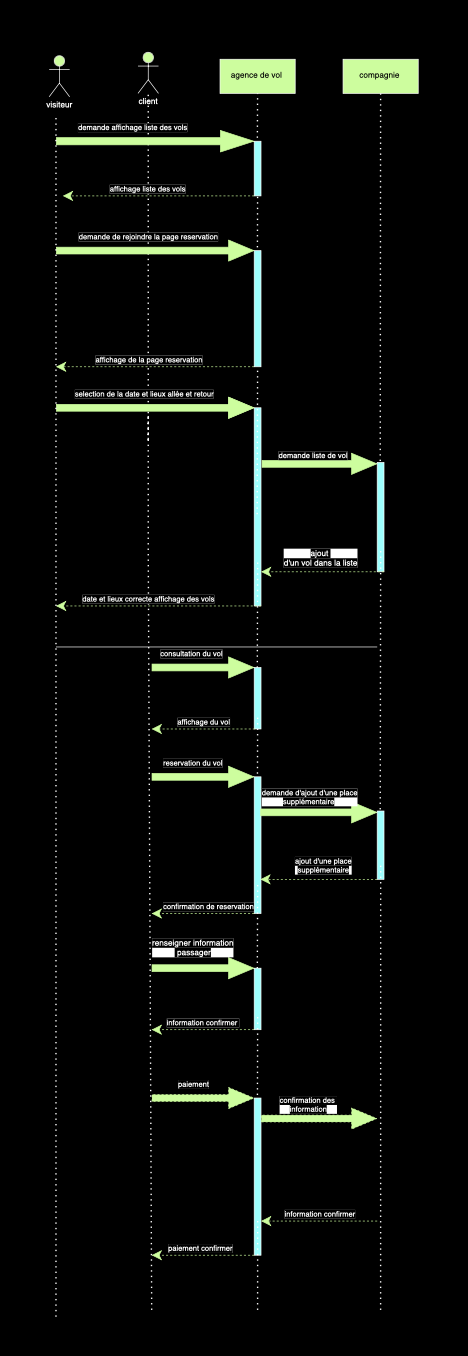 visiteur
client
agence de vol
compagnie
demande affichage liste des vols
affichage liste des vols
demande de rejoindre la page reservation
affichage de la page reservation
selection de la date et lieux allée et retour
demande liste de vol
ajout
d'un vol dans la liste
date et lieux correcte affichage des vols
consultation du vol
affichage du vol
reservation du vol
demande d'ajout d'une place
supplémentaire
ajout d'une place
supplémentaire
confirmation de reservation
renseigner information
passager
information confirmer
paiement
confirmation des
information
information confirmer
paiement confirmer